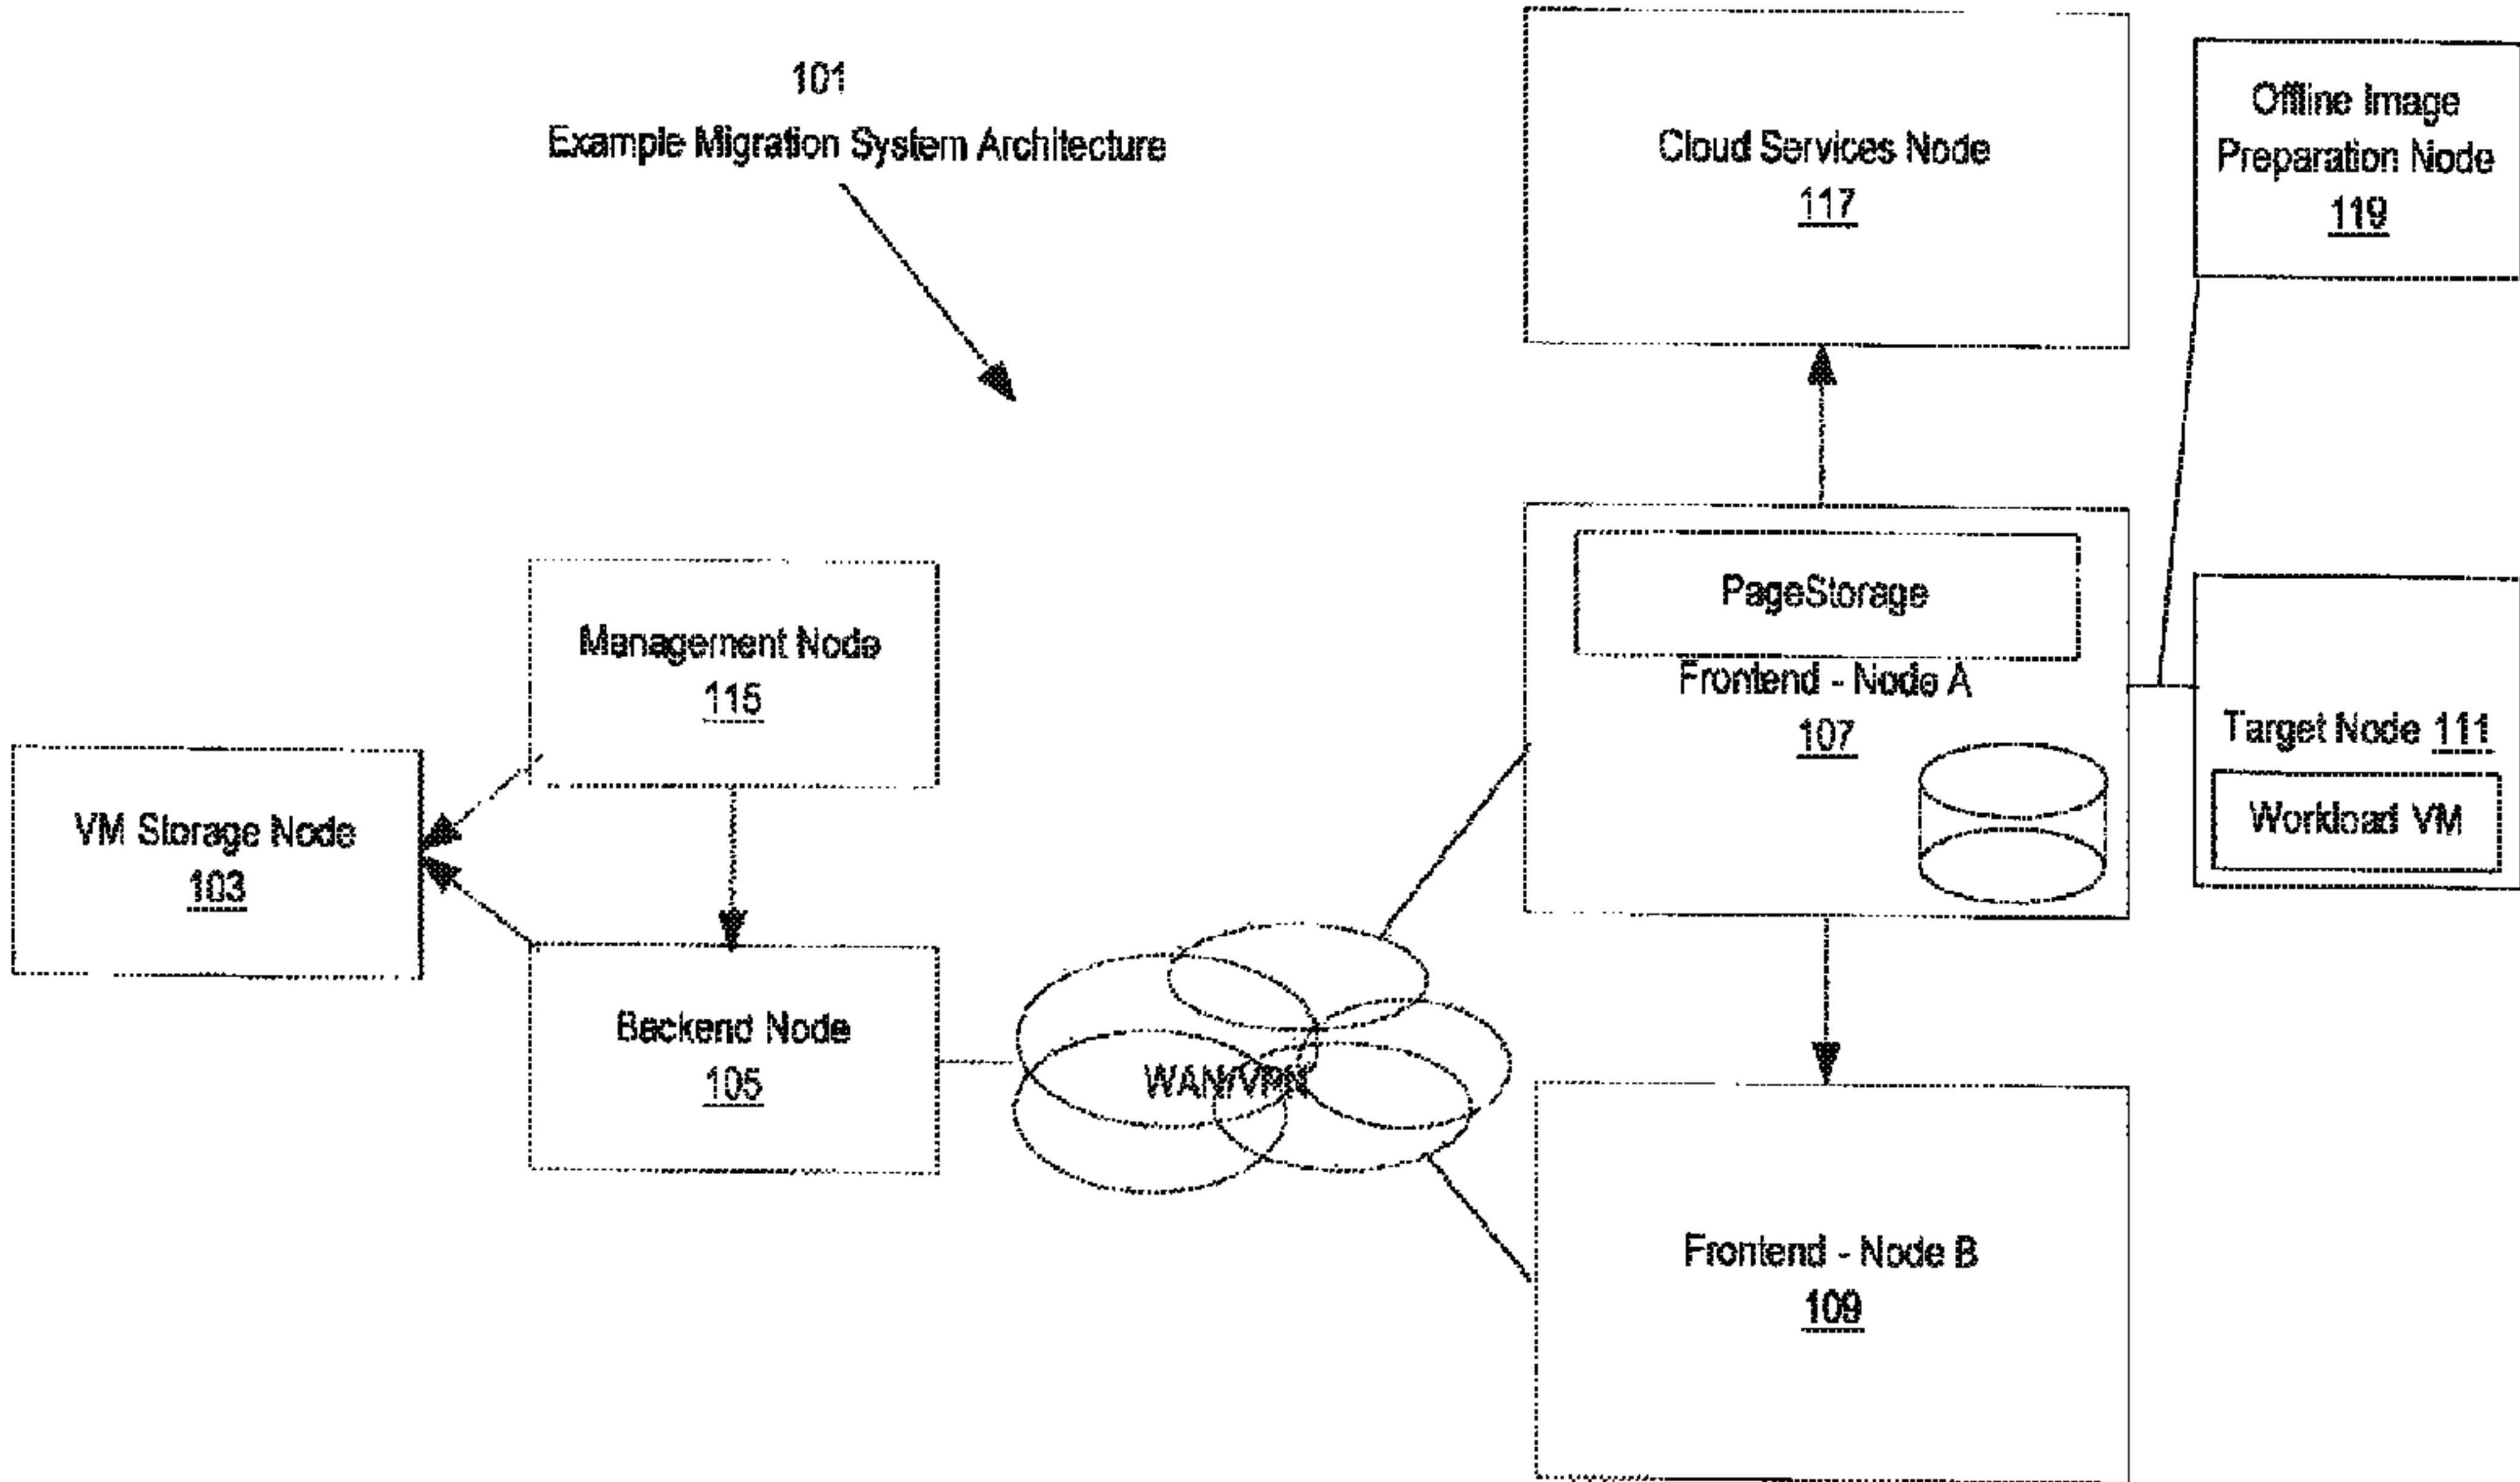 101
Example Migration System Architecture
Cloud Services Node
117
Offline Image
Preparation Node
119
PageStorage
Frontend - Node A
107
Target Node 111
Workload VM
Management Node
115
VM Storage Node
103
Backend Node
105
WAN/VPN
Frontend - Node B
109